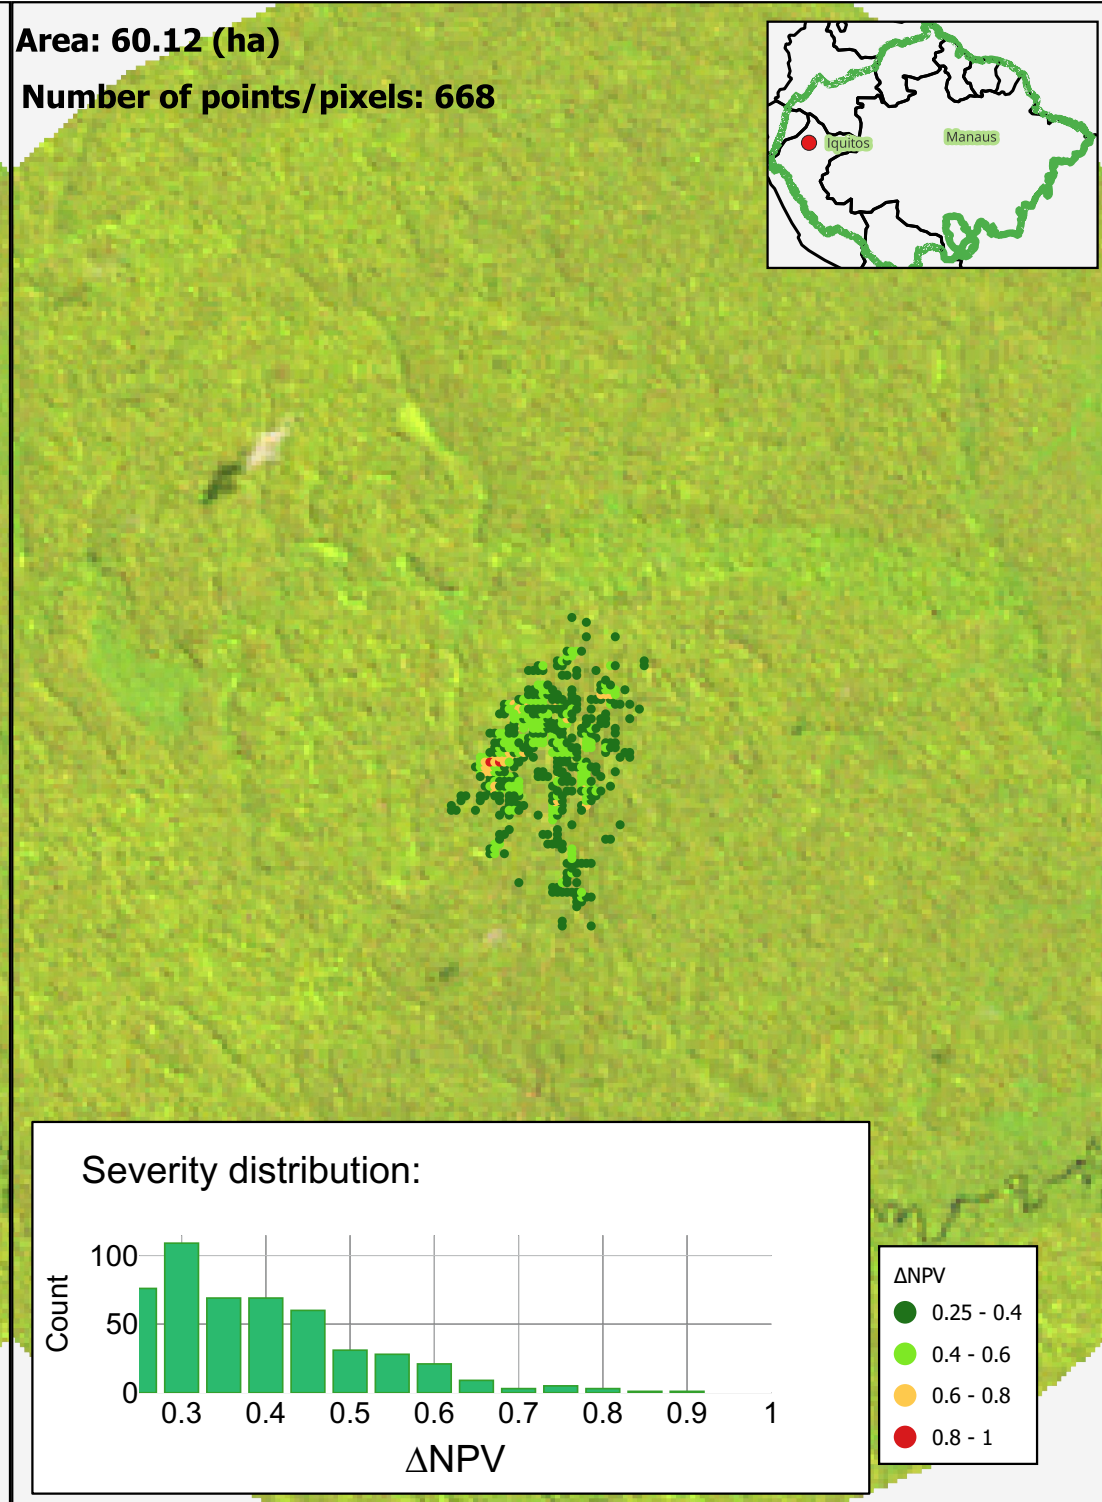 Area: 60.12 (ha)
Number of points/pixels: 668
Iquitos
Manaus
Severity distribution:
100
50
0
Count
0.3 0.4 0.5 0.6 0.7 0.8 0.9 1
ΔNPV
ΔNPV
0.25 - 0.4
0.4 - 0.6
0.6 - 0.8
0.8 - 1